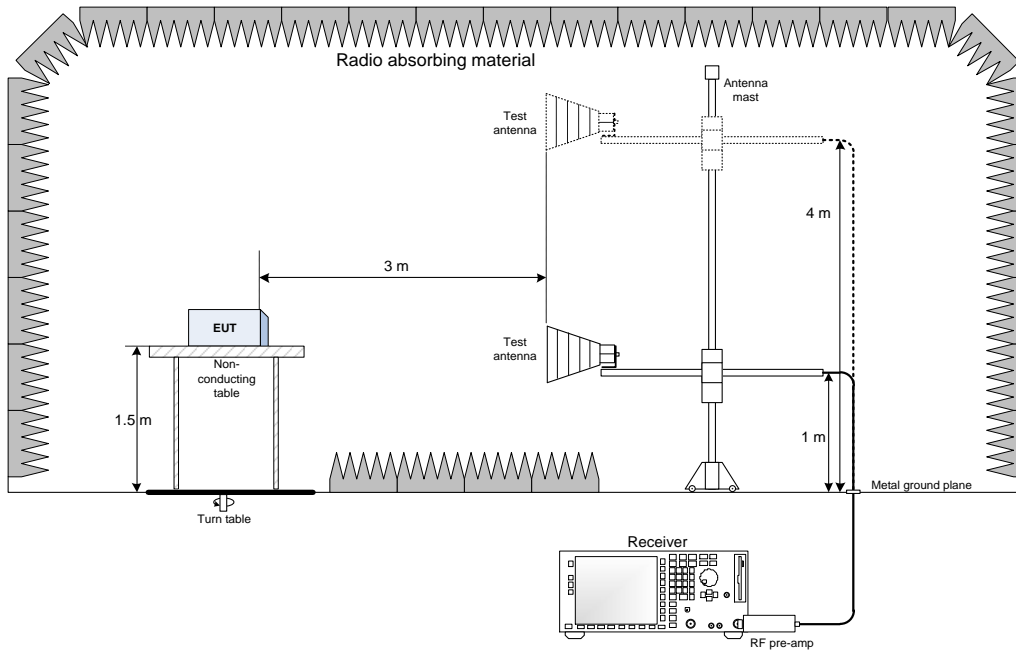 Radio absorbing material
Antenna
mast
Test
antenna
4 m
3 m
EUT
Test
antenna
Non-
conducting
table
1.5 m
1 m
Metal ground plane
Turn table
Receiver
RF pre-amp